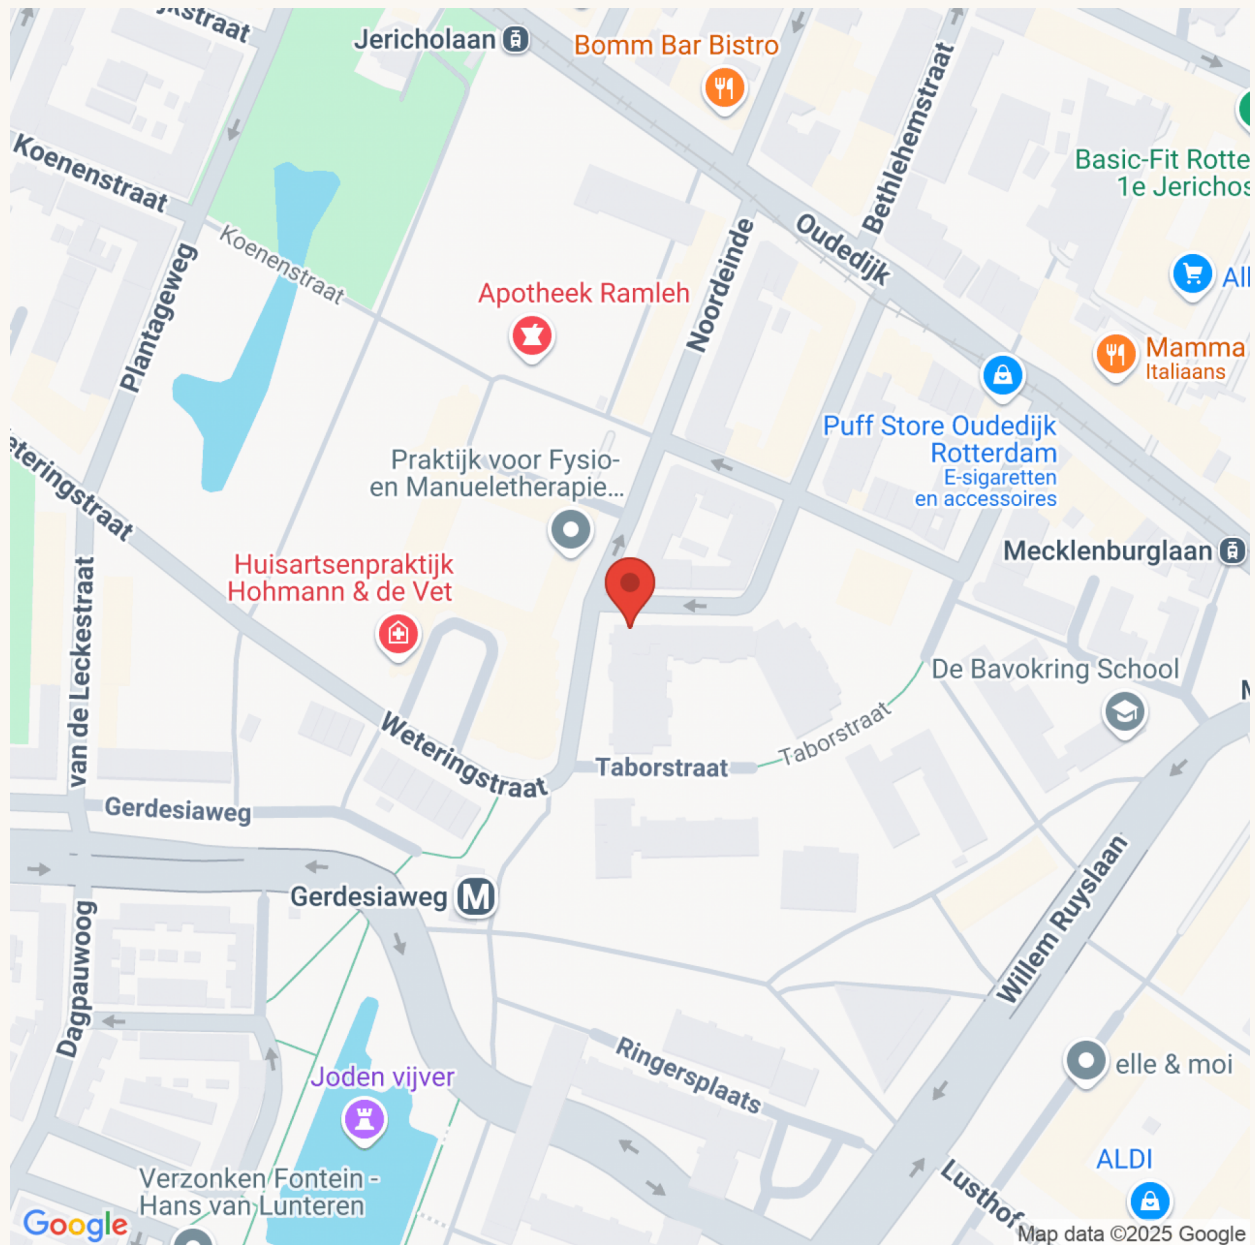 Jericholaan
Bomm Bar Bistro
Koenenstraat
Koenenstraat
Plantageweg
Apotheek Ramleh
Noordeinde
Oudedijk
Bethlehemstraat
Basic-Fit Rotte
1e Jerichos
Mamma
Italiaans
Puff Store Oudedijk
Rotterdam
E-sigaretten
en accessoires
Praktijk voor Fysio-
en Manueletherapie...
Mecklenburglaan
Huisartsenpraktijk
Hohmann & de Vet
van de Leckestraat
De Bavokring School
Weteringstraat
Taborstraat
Taborstraat
Gerdesiaweg
Gerdesiaweg
M
Willem Ruyslaan
Dagpauwoog
Ringersplaats
elle & moi
Joden vijver
ALDI
Verzonken Fontein -
Hans van Lunteren
Google
Map data ©2025 Google